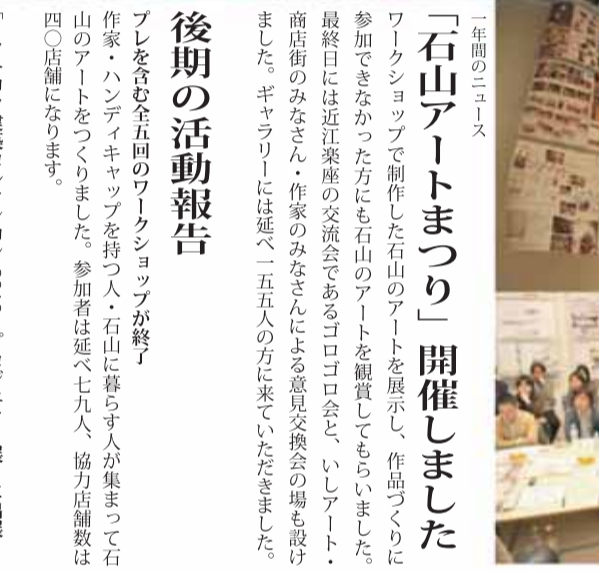 一年間のニュース
「石山アートまつり」開催しました
ワークショップで制作した石山のアートを展示し、作品づくりに
参加できなかった方にも石山のアートを観賞してもらいました。
最終日には近江楽座の交流会であるゴロゴロ会と、いしアート・
商店街のみなさん・作家のみなさんによる意見交換会の場も設け
ました。ギャラリーには延べ一五五人の方に来ていただきました。
後期の活動報告
プレを含む全五回のワークショップが終了
作家・ハンディキャップを持つ人・石山に暮らす人が集まって石
山のアートをつくりました。参加者は延べ七九人、協力店舗数は
四〇店舗になります。